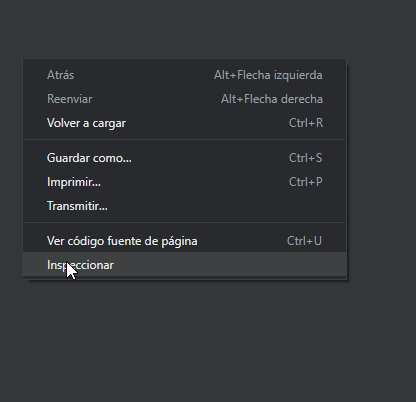 Atrás Alt+Flecha izquierda
Reenviar Alt+Flecha derecha
Volver a cargar Ctrl+R
Guardar como... Ctrl+S
Imprimir... Ctrl+P
Transmitir...
Ver código fuente de página Ctrl+U
Inspeccionar